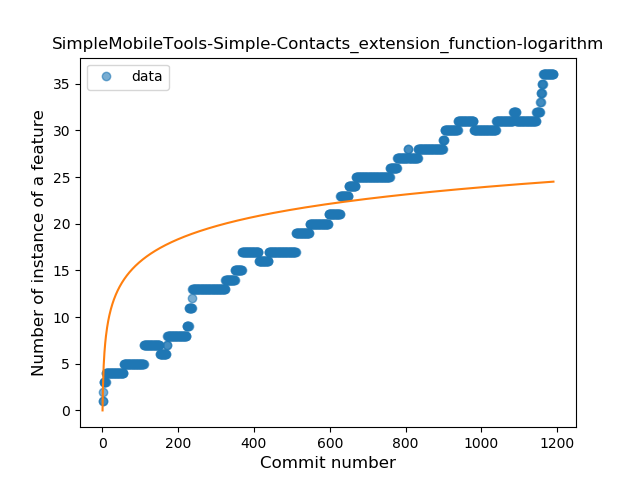 SimpleMobileTools-Simple-Contacts_extension_function-logarithm
data
Number of instance of a feature
35
30
25
20
15
10
5
0
0 200 400 600 800 1000 1200
Commit number